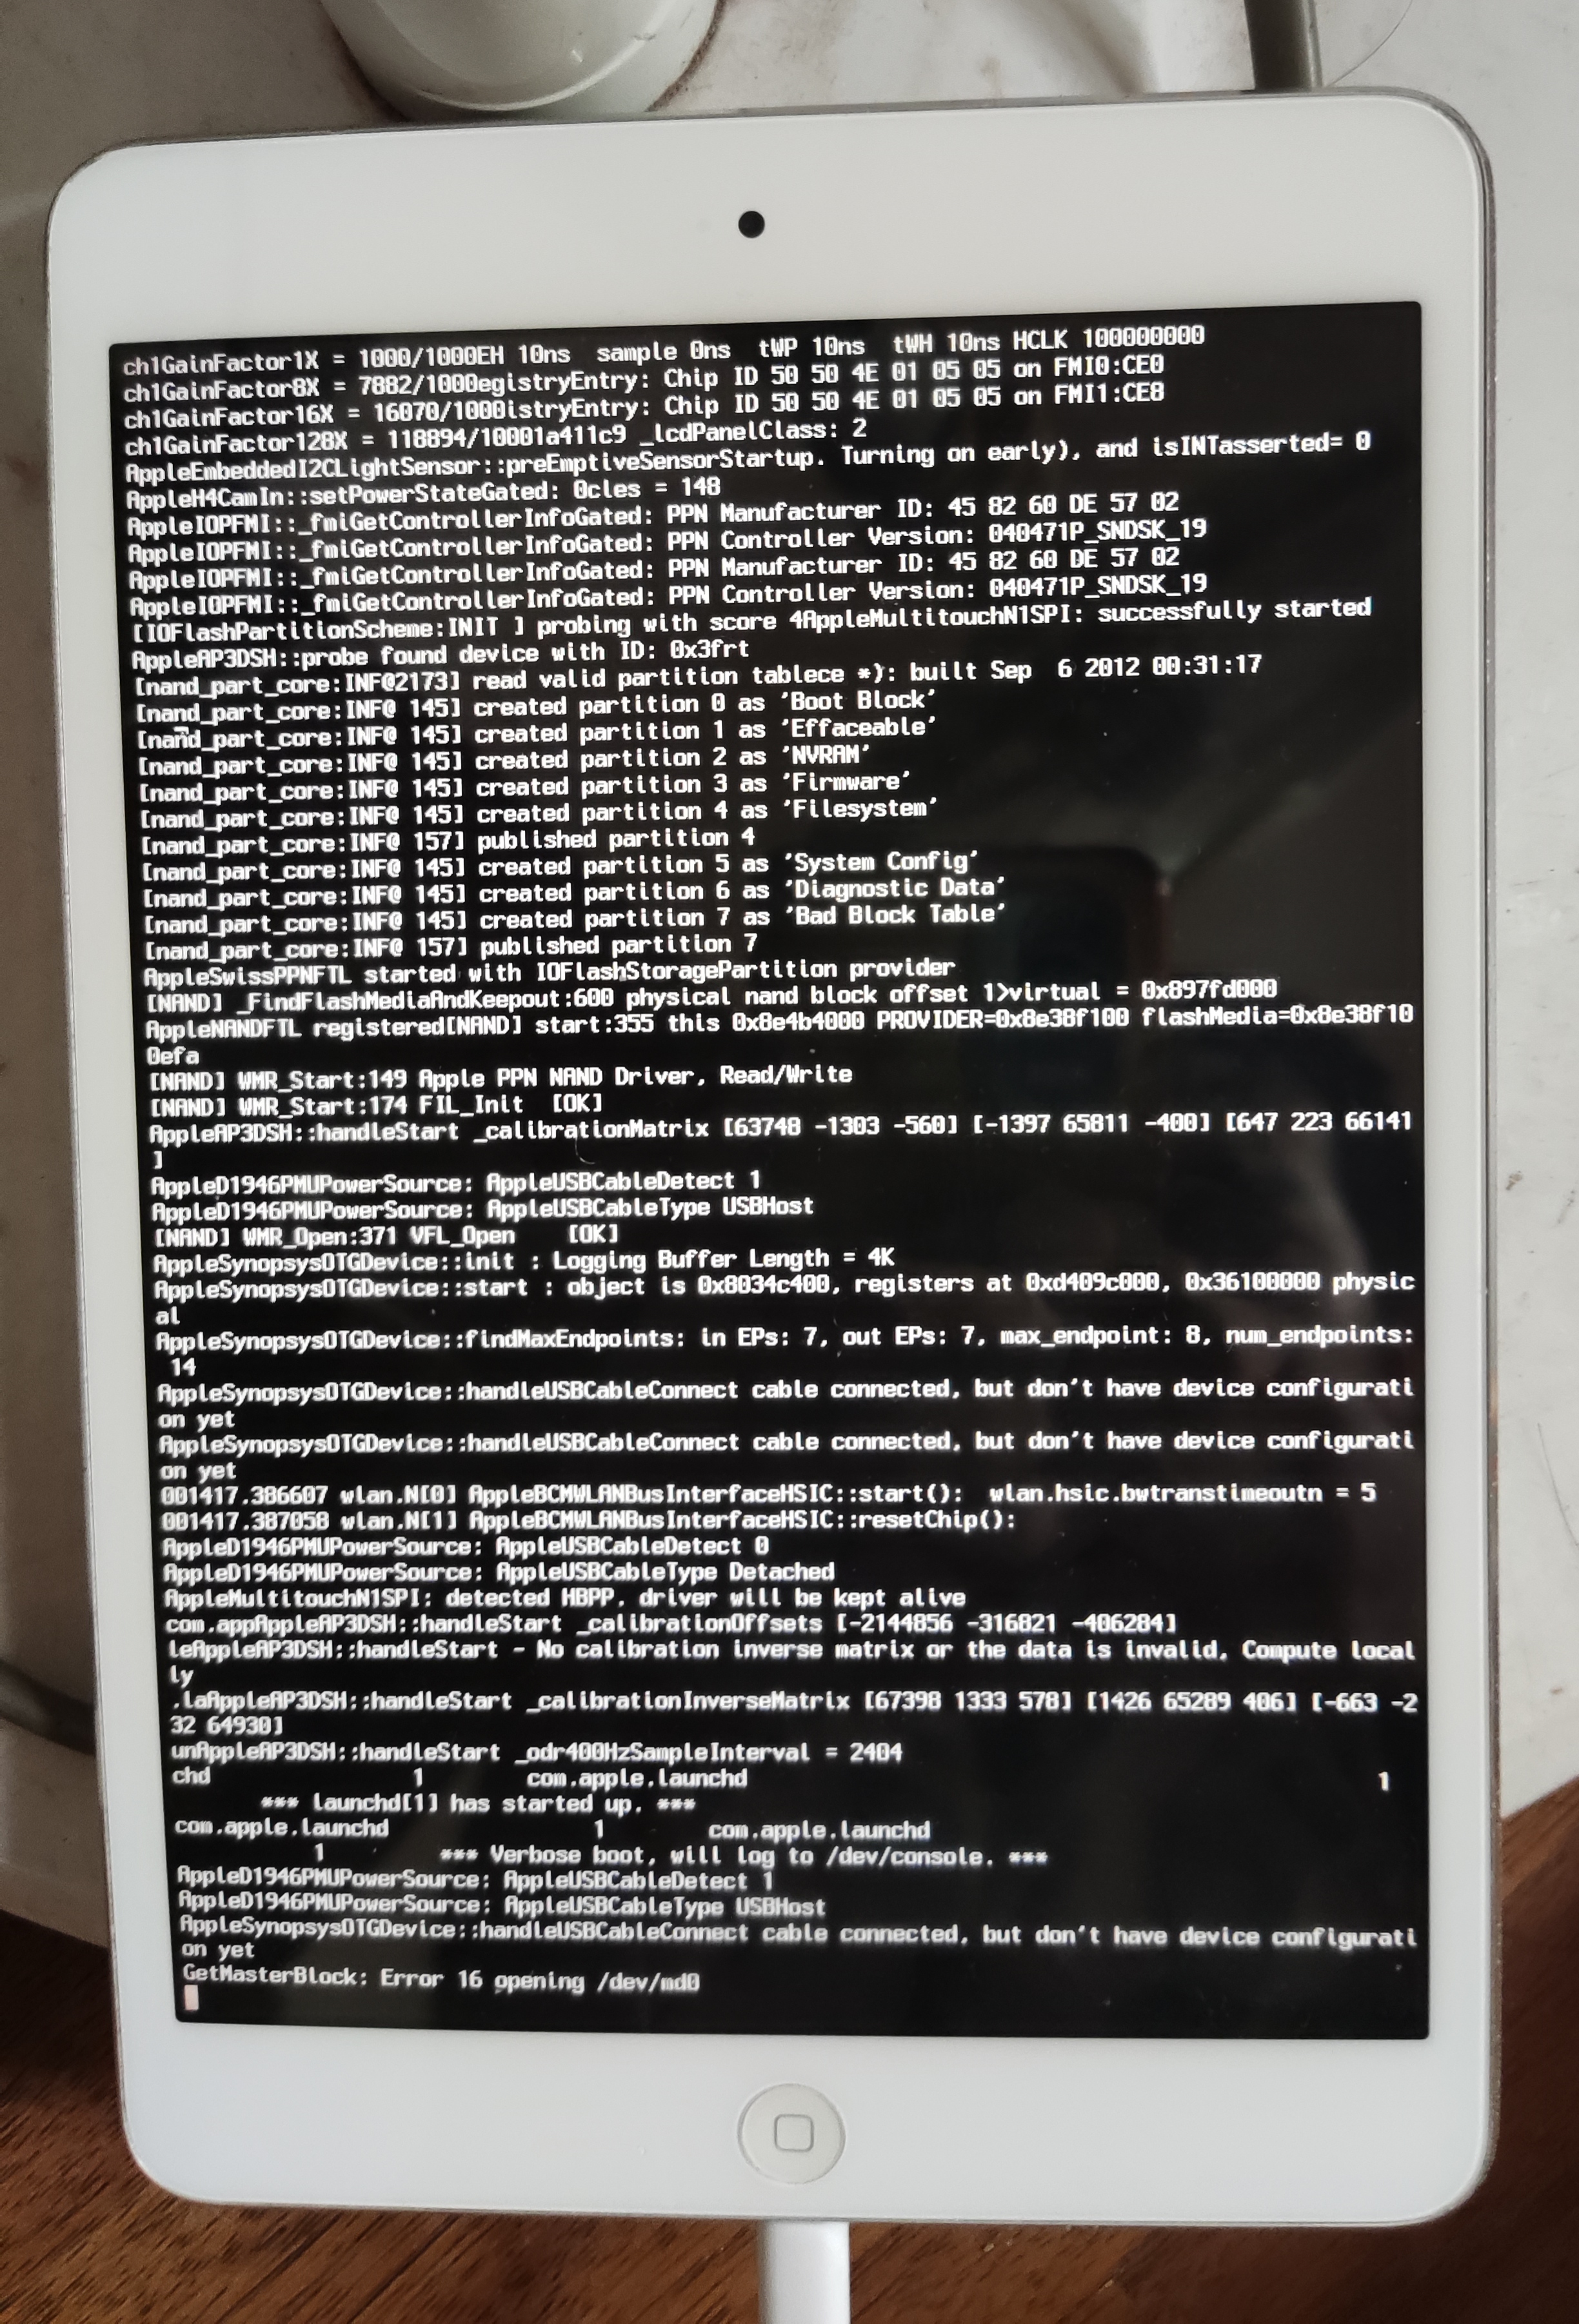 ch1GainFactor1X = 1000/1000EH 10ns  sample 0ns  tWP 10ns  tWH 10ns HCLK 100000000
ch1GainFactor8X = 7882/1000egistryEntry: Chip ID 50 50 4E 01 05 05 on FMI0:CE0
ch1GainFactor16X = 16070/1000istryEntry: Chip ID 50 50 4E 01 05 05 on FMI1:CE8
ch1GainFactor128X = 118894/10001a411c9 _lcdPanelClass: 2
AppleEmbeddedI2CLightSensor::preEmptiveSensorStartup. Turning on early), and isINTasserted= 0
AppleH4CamIn::setPowerStateGated: 0cles = 148
AppleIOPFMI::_fmiGetControllerInfoGated: PPN Manufacturer ID: 45 82 60 DE 57 02
AppleIOPFMI::_fmiGetControllerInfoGated: PPN Controller Version: 040471P_SNDSK_19
AppleIOPFMI::_fmiGetControllerInfoGated: PPN Manufacturer ID: 45 82 60 DE 57 02
AppleIOPFMI::_fmiGetControllerInfoGated: PPN Controller Version: 040471P_SNDSK_19
[IOFlashPartitionScheme:INIT ] probing with score 4AppleMultitouchN1SPI: successfully started
AppleAP3DSH::probe found device with ID: 0x3frt
[nand_part_core:INF@2173] read valid partition tablece *): built Sep  6 2012 00:31:17
[nand_part_core:INF@ 145] created partition 0 as 'Boot Block'
[nand_part_core:INF@ 145] created partition 1 as 'Effaceable'
[nand_part_core:INF@ 145] created partition 2 as 'NVRAM'
[nand_part_core:INF@ 145] created partition 3 as 'Firmware'
[nand_part_core:INF@ 145] created partition 4 as 'Filesystem'
[nand_part_core:INF@ 157] published partition 4
[nand_part_core:INF@ 145] created partition 5 as 'System Config'
[nand_part_core:INF@ 145] created partition 6 as 'Diagnostic Data'
[nand_part_core:INF@ 145] created partition 7 as 'Bad Block Table'
[nand_part_core:INF@ 157] published partition 7
AppleSwissPPNFTL started with IOFlashStoragePartition provider
[NAND] _FindFlashMediaAndKeepout:600 physical nand block offset 1>virtual = 0x897fd000
AppleNANDFTL registered[NAND] start:355 this 0x8e4b4000 PROVIDER=0x8e38f100 flashMedia=0x8e38f10
0efa
[NAND] WMR_Start:149 Apple PPN NAND Driver, Read/Write
[NAND] WMR_Start:174 FIL_Init  [OK]
AppleAP3DSH::handleStart _calibrationMatrix [63748 -1303 -560] [-1397 65811 -400] [647 223 66141
]
AppleD1946PMUPowerSource: AppleUSBCableDetect 1
AppleD1946PMUPowerSource: AppleUSBCableType USBHost
[NAND] WMR_Open:371 VFL_Open    [OK]
AppleSynopsysOTGDevice::init : Logging Buffer Length = 4K
AppleSynopsysOTGDevice::start : object is 0x8034c400, registers at 0xd409c000, 0x36100000 physic
al
AppleSynopsysOTGDevice::findMaxEndpoints: in EPs: 7, out EPs: 7, max_endpoint: 8, num_endpoints:
 14
AppleSynopsysOTGDevice::handleUSBCableConnect cable connected, but don't have device configurati
on yet
AppleSynopsysOTGDevice::handleUSBCableConnect cable connected, but don't have device configurati
on yet
001417.386607 wlan.N[0] AppleBCMWLANBusInterfaceHSIC::start():  wlan.hsic.bwtranstimeoutn = 5
001417.387058 wlan.N[1] AppleBCMWLANBusInterfaceHSIC::resetChip():
AppleD1946PMUPowerSource: AppleUSBCableDetect 0
AppleD1946PMUPowerSource: AppleUSBCableType Detached
AppleMultitouchN1SPI: detected HBPP. driver will be kept alive
com.appAppleAP3DSH::handleStart _calibrationOffsets [-2144856 -316821 -406284]
leAppleAP3DSH::handleStart - No calibration inverse matrix or the data is invalid, Compute local
ly
.laAppleAP3DSH::handleStart _calibrationInverseMatrix [67398 1333 578] [1426 65289 406] [-663 -2
32 64930]
unAppleAP3DSH::handleStart _odr400HzSampleInterval = 2404
chd               1        com.apple.launchd                                               1
      *** launchd[1] has started up. ***
com.apple.launchd               1        com.apple.launchd
          1         *** Verbose boot, will log to /dev/console. ***
AppleD1946PMUPowerSource: AppleUSBCableDetect 1
AppleD1946PMUPowerSource: AppleUSBCableType USBHost
AppleSynopsysOTGDevice::handleUSBCableConnect cable connected, but don't have device configurati
on yet
GetMasterBlock: Error 16 opening /dev/md0